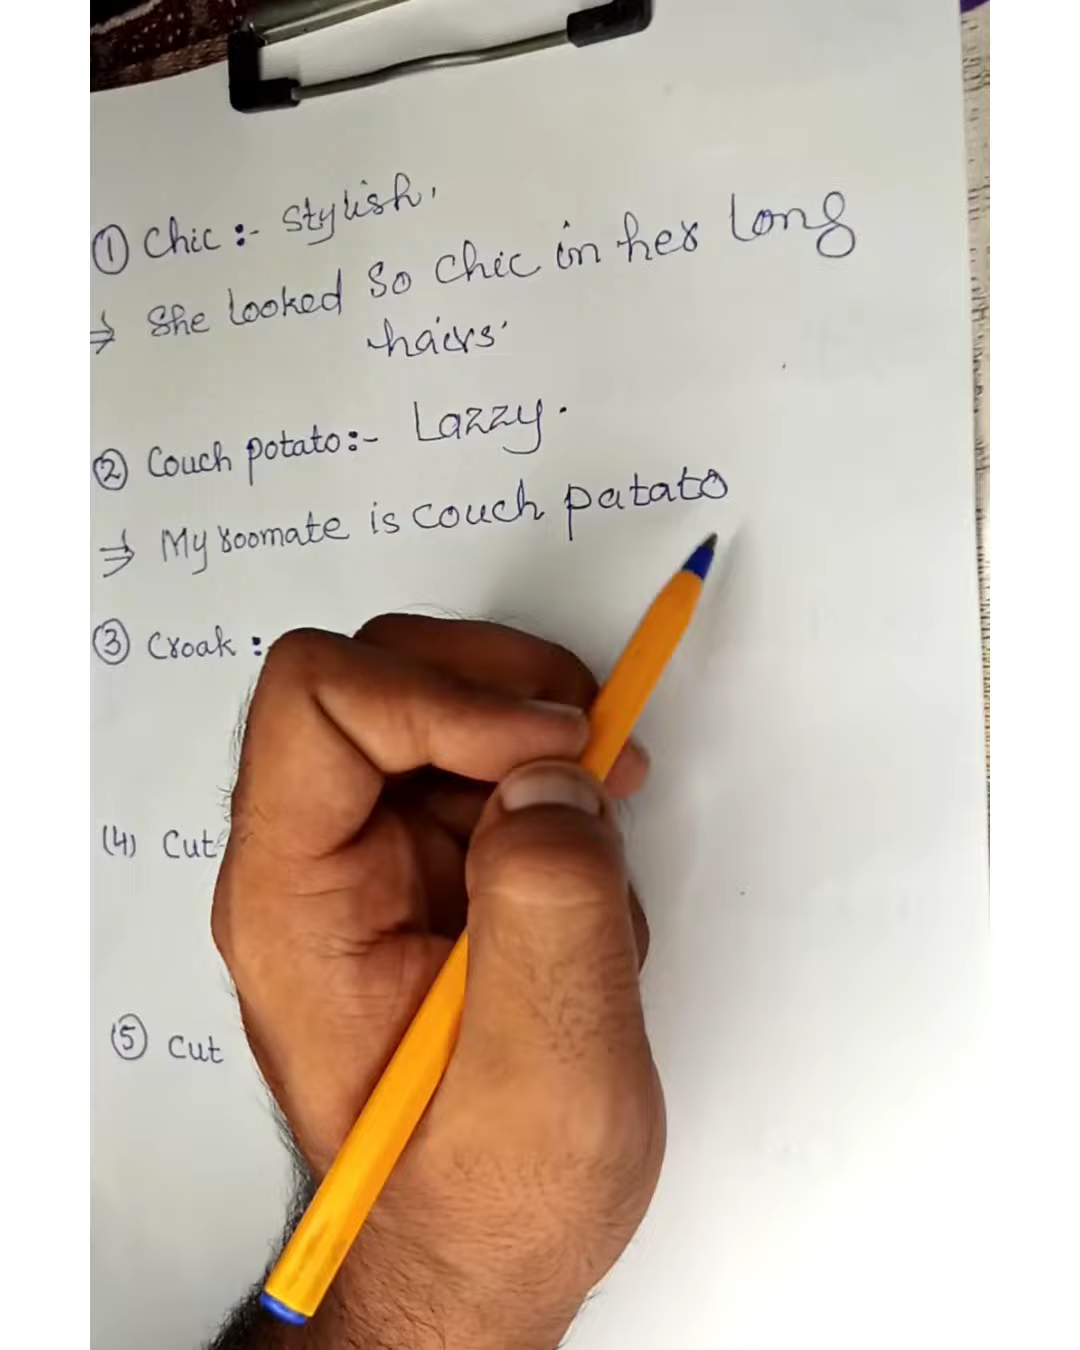 ① Chic :- Stylish.
⇒ She looked So Chic in her Long
hairs.
② Couch potato :- Lazzy.
⇒ My roomate is couch patato
③ Croak :-
(4) Cut-
⑤ Cut